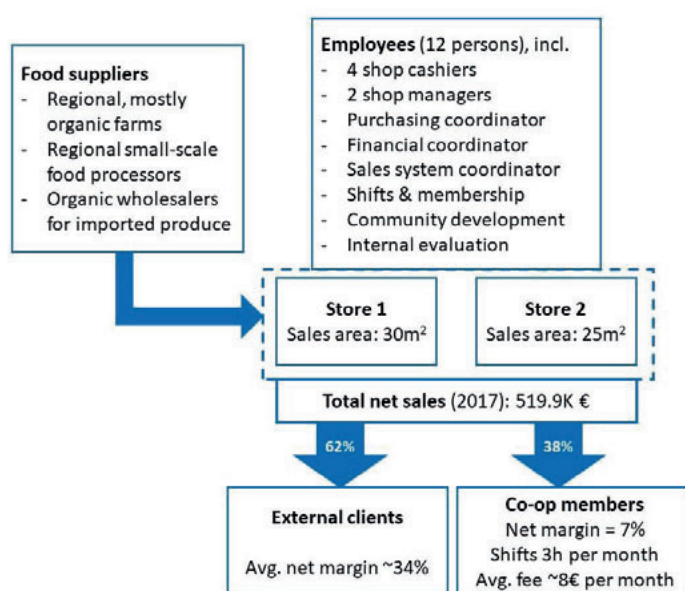 Food suppliers
- Regional, mostly
organic farms
- Regional small-scale
food processors
- Organic wholesalers
for imported produce
Employees (12 persons), incl.
- 4 shop cashiers
- 2 shop managers
- Purchasing coordinator
- Financial coordinator
- Sales system coordinator
- Shifts & membership
- Community development
- Internal evaluation
Store 1
Sales area: 30m²
Store 2
Sales area: 25m²
Total net sales (2017): 519.9K €
62%
38%
External clients
Avg. net margin ~34%
Co-op members
Net margin = 7%
Shifts 3h per month
Avg. fee ~8€ per month